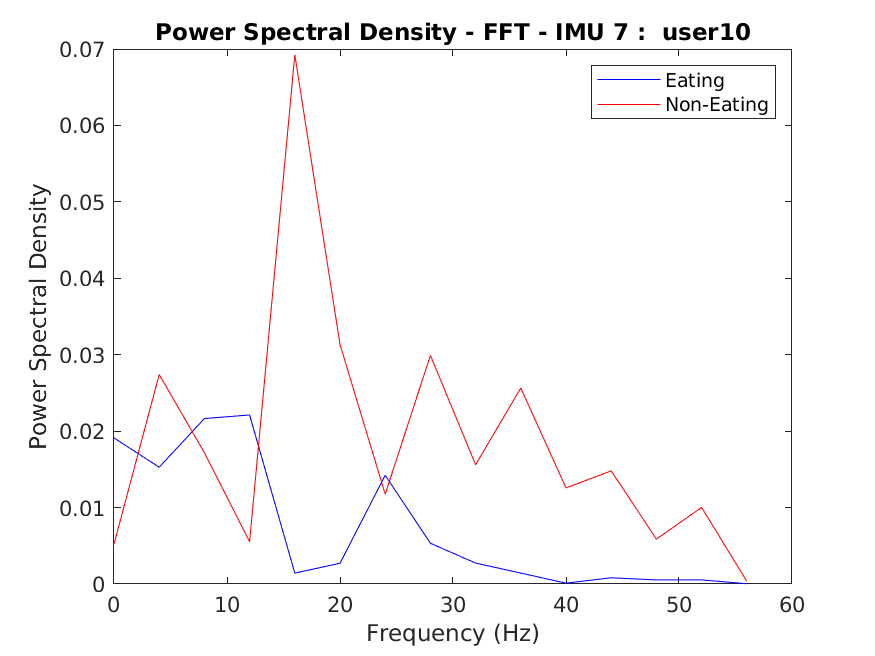 Power Spectral Density - FFT - IMU 7 :  user10
Eating
Non-Eating
Power Spectral Density
0.07
0.06
0.05
0.04
0.03
0.02
0.01
0
0 10 20 30 40 50 60
Frequency (Hz)